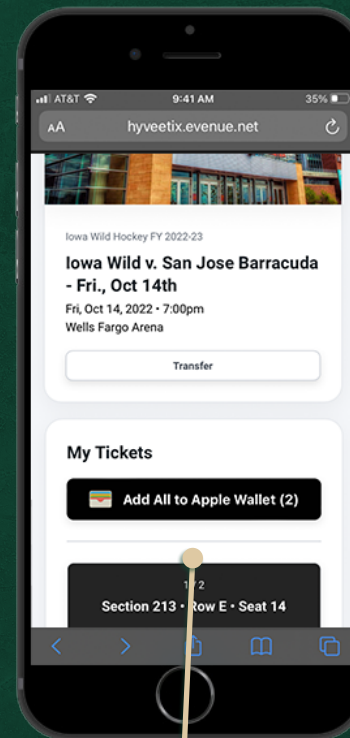 AT&T 9:41 AM 35%
AA hyveetix.evenue.net
Iowa Wild Hockey FY 2022-23
Iowa Wild v. San Jose Barracuda
- Fri., Oct 14th
Fri, Oct 14, 2022 • 7:00pm
Wells Fargo Arena
Transfer
My Tickets
Add All to Apple Wallet (2)
1 / 2
Section 213 • Row E • Seat 14